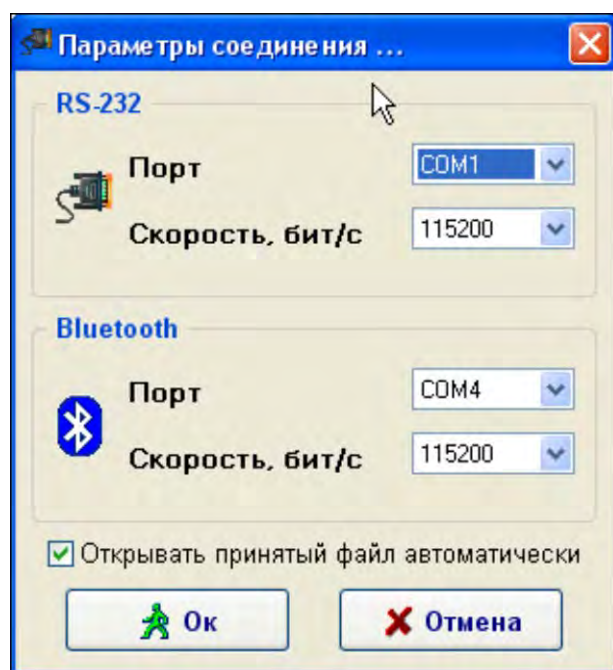 Параметры соединения ...
RS-232
Порт
COM1
Скорость, бит/с
115200
Bluetooth
Порт
COM4
Скорость, бит/с
115200
Открывать принятый файл автоматически
Ок
Отмена